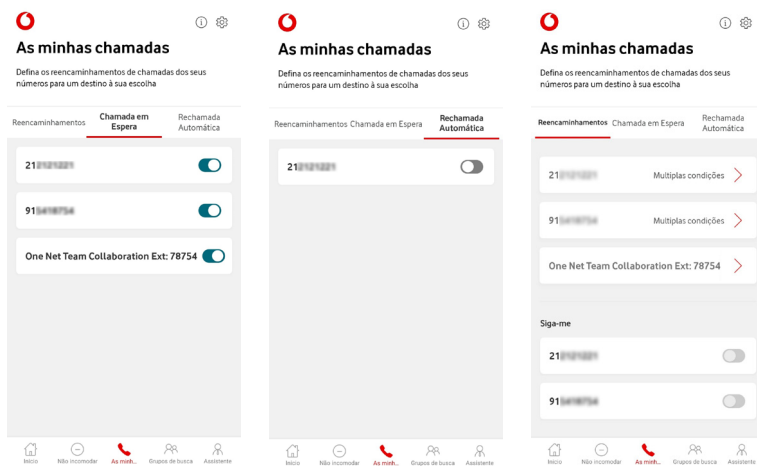 As minhas chamadas
Defina os reencaminhamentos de chamadas dos seus
números para um destino à sua escolha
Reencaminhamentos
Chamada em
Espera
Rechamada
Automática
21
91
One Net Team Collaboration Ext: 78754
Início
Não incomodar
As minh...
Grupos de busca
Assistente
As minhas chamadas
Defina os reencaminhamentos de chamadas dos seus
números para um destino à sua escolha
Reencaminhamentos
Chamada em Espera
Rechamada
Automática
21
Início
Não incomodar
As minh...
Grupos de busca
Assistente
As minhas chamadas
Defina os reencaminhamentos de chamadas dos seus
números para um destino à sua escolha
Reencaminhamentos
Chamada em Espera
Rechamada
Automática
21
Multiplas condições
91
Multiplas condições
One Net Team Collaboration Ext: 78754
Siga-me
21
91
Início
Não incomodar
As minh...
Grupos de busca
Assistente